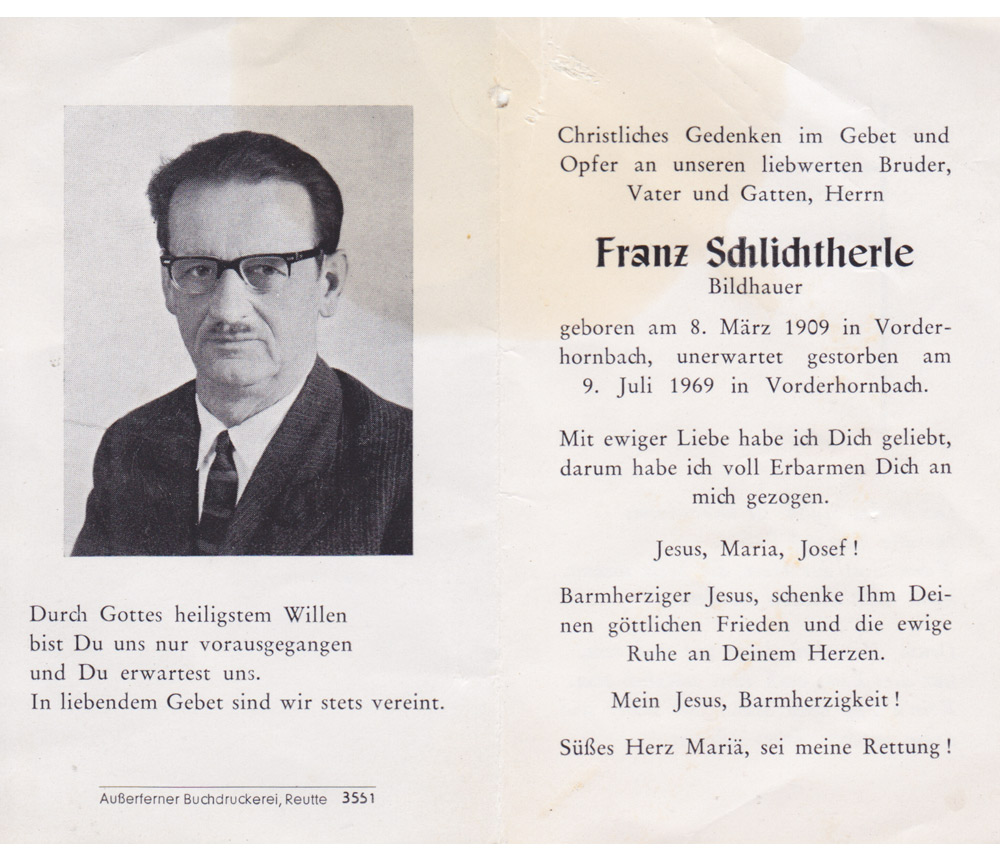 Durch Gottes heiligstem Willen
bist Du uns nur vorausgegangen
und Du erwartest uns.
In liebendem Gebet sind wir stets vereint.
Außerferner Buchdruckerei, Reutte 3551
Christliches Gedenken im Gebet und
Opfer an unseren liebwerten Bruder,
Vater und Gatten, Herrn
Franz Schlichtherle
Bildhauer
geboren am 8. März 1909 in Vorder-
hornbach, unerwartet gestorben am
9. Juli 1969 in Vorderhornbach.
Mit ewiger Liebe habe ich Dich geliebt,
darum habe ich voll Erbarmen Dich an
mich gezogen.
Jesus, Maria, Josef !
Barmherziger Jesus, schenke Ihm Dei-
nen göttlichen Frieden und die ewige
Ruhe an Deinem Herzen.
Mein Jesus, Barmherzigkeit !
Süßes Herz Mariä, sei meine Rettung !